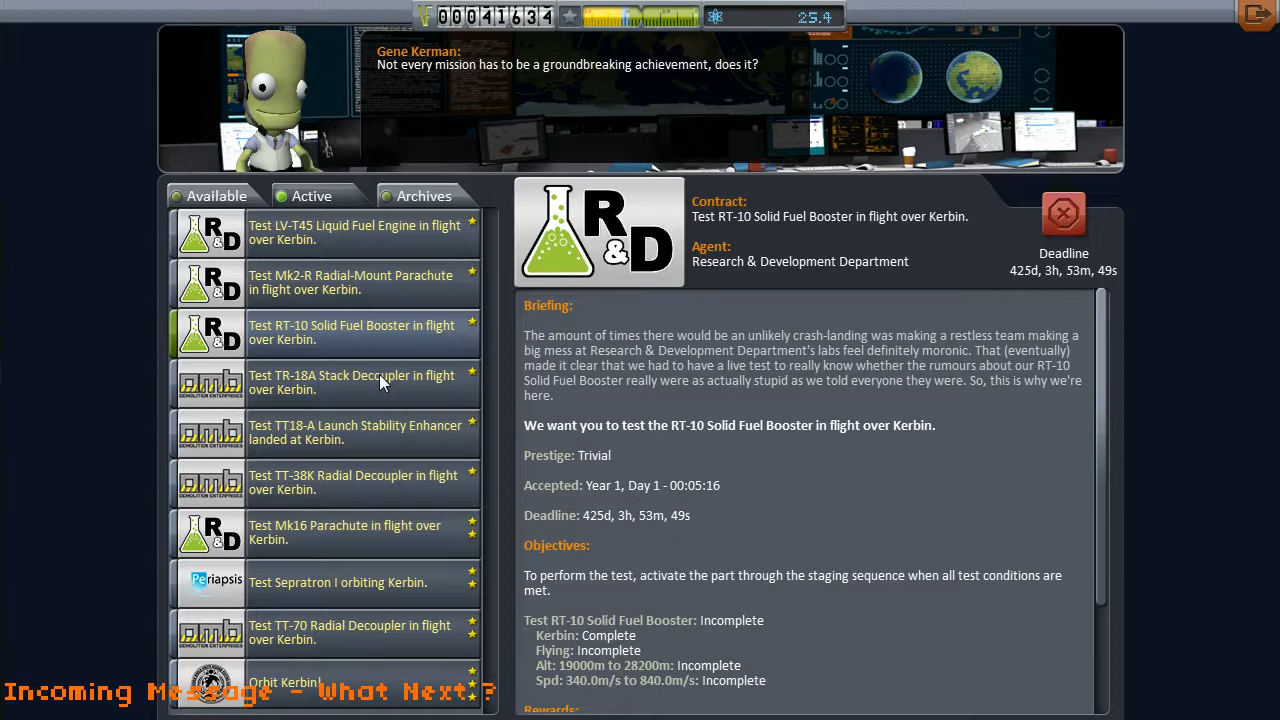 00041634
25.4
Gene Kerman:
Not every mission has to be a groundbreaking achievement, does it?
Available
Active
Archives
Test LV-T45 Liquid Fuel Engine in flight
over Kerbin.
Test Mk2-R Radial-Mount Parachute
in flight over Kerbin.
Test RT-10 Solid Fuel Booster in flight
over Kerbin.
Test TR-18A Stack Decoupler in flight
over Kerbin.
Test TT18-A Launch Stability Enhancer
landed at Kerbin.
Test TT-38K Radial Decoupler in flight
over Kerbin.
Test Mk16 Parachute in flight over
Kerbin.
Test Sepratron I orbiting Kerbin.
Test TT-70 Radial Decoupler in flight
over Kerbin.
Orbit Kerbin!
R&D
R&D
R&D
DEMOLITION ENTERPRISES
DEMOLITION ENTERPRISES
DEMOLITION ENTERPRISES
R&D
Periapsis
DEMOLITION ENTERPRISES
R&D
Contract:
Test RT-10 Solid Fuel Booster in flight over Kerbin.
Agent:
Research & Development Department
Deadline
425d, 3h, 53m, 49s
Briefing:
The amount of times there would be an unlikely crash-landing was making a restless team making a
big mess at Research & Development Department's labs feel definitely moronic. That (eventually)
made it clear that we had to have a live test to really know whether the rumours about our RT-10
Solid Fuel Booster really were as actually stupid as we told everyone they were. So, this is why we're
here.
We want you to test the RT-10 Solid Fuel Booster in flight over Kerbin.
Prestige: Trivial
Accepted: Year 1, Day 1 - 00:05:16
Deadline: 425d, 3h, 53m, 49s
Objectives:
To perform the test, activate the part through the staging sequence when all test conditions are
met.
Test RT-10 Solid Fuel Booster: Incomplete
Kerbin: Complete
Flying: Incomplete
Alt: 19000m to 28200m: Incomplete
Spd: 340.0m/s to 840.0m/s: Incomplete
Rewards:
Incoming Message - What Next ?